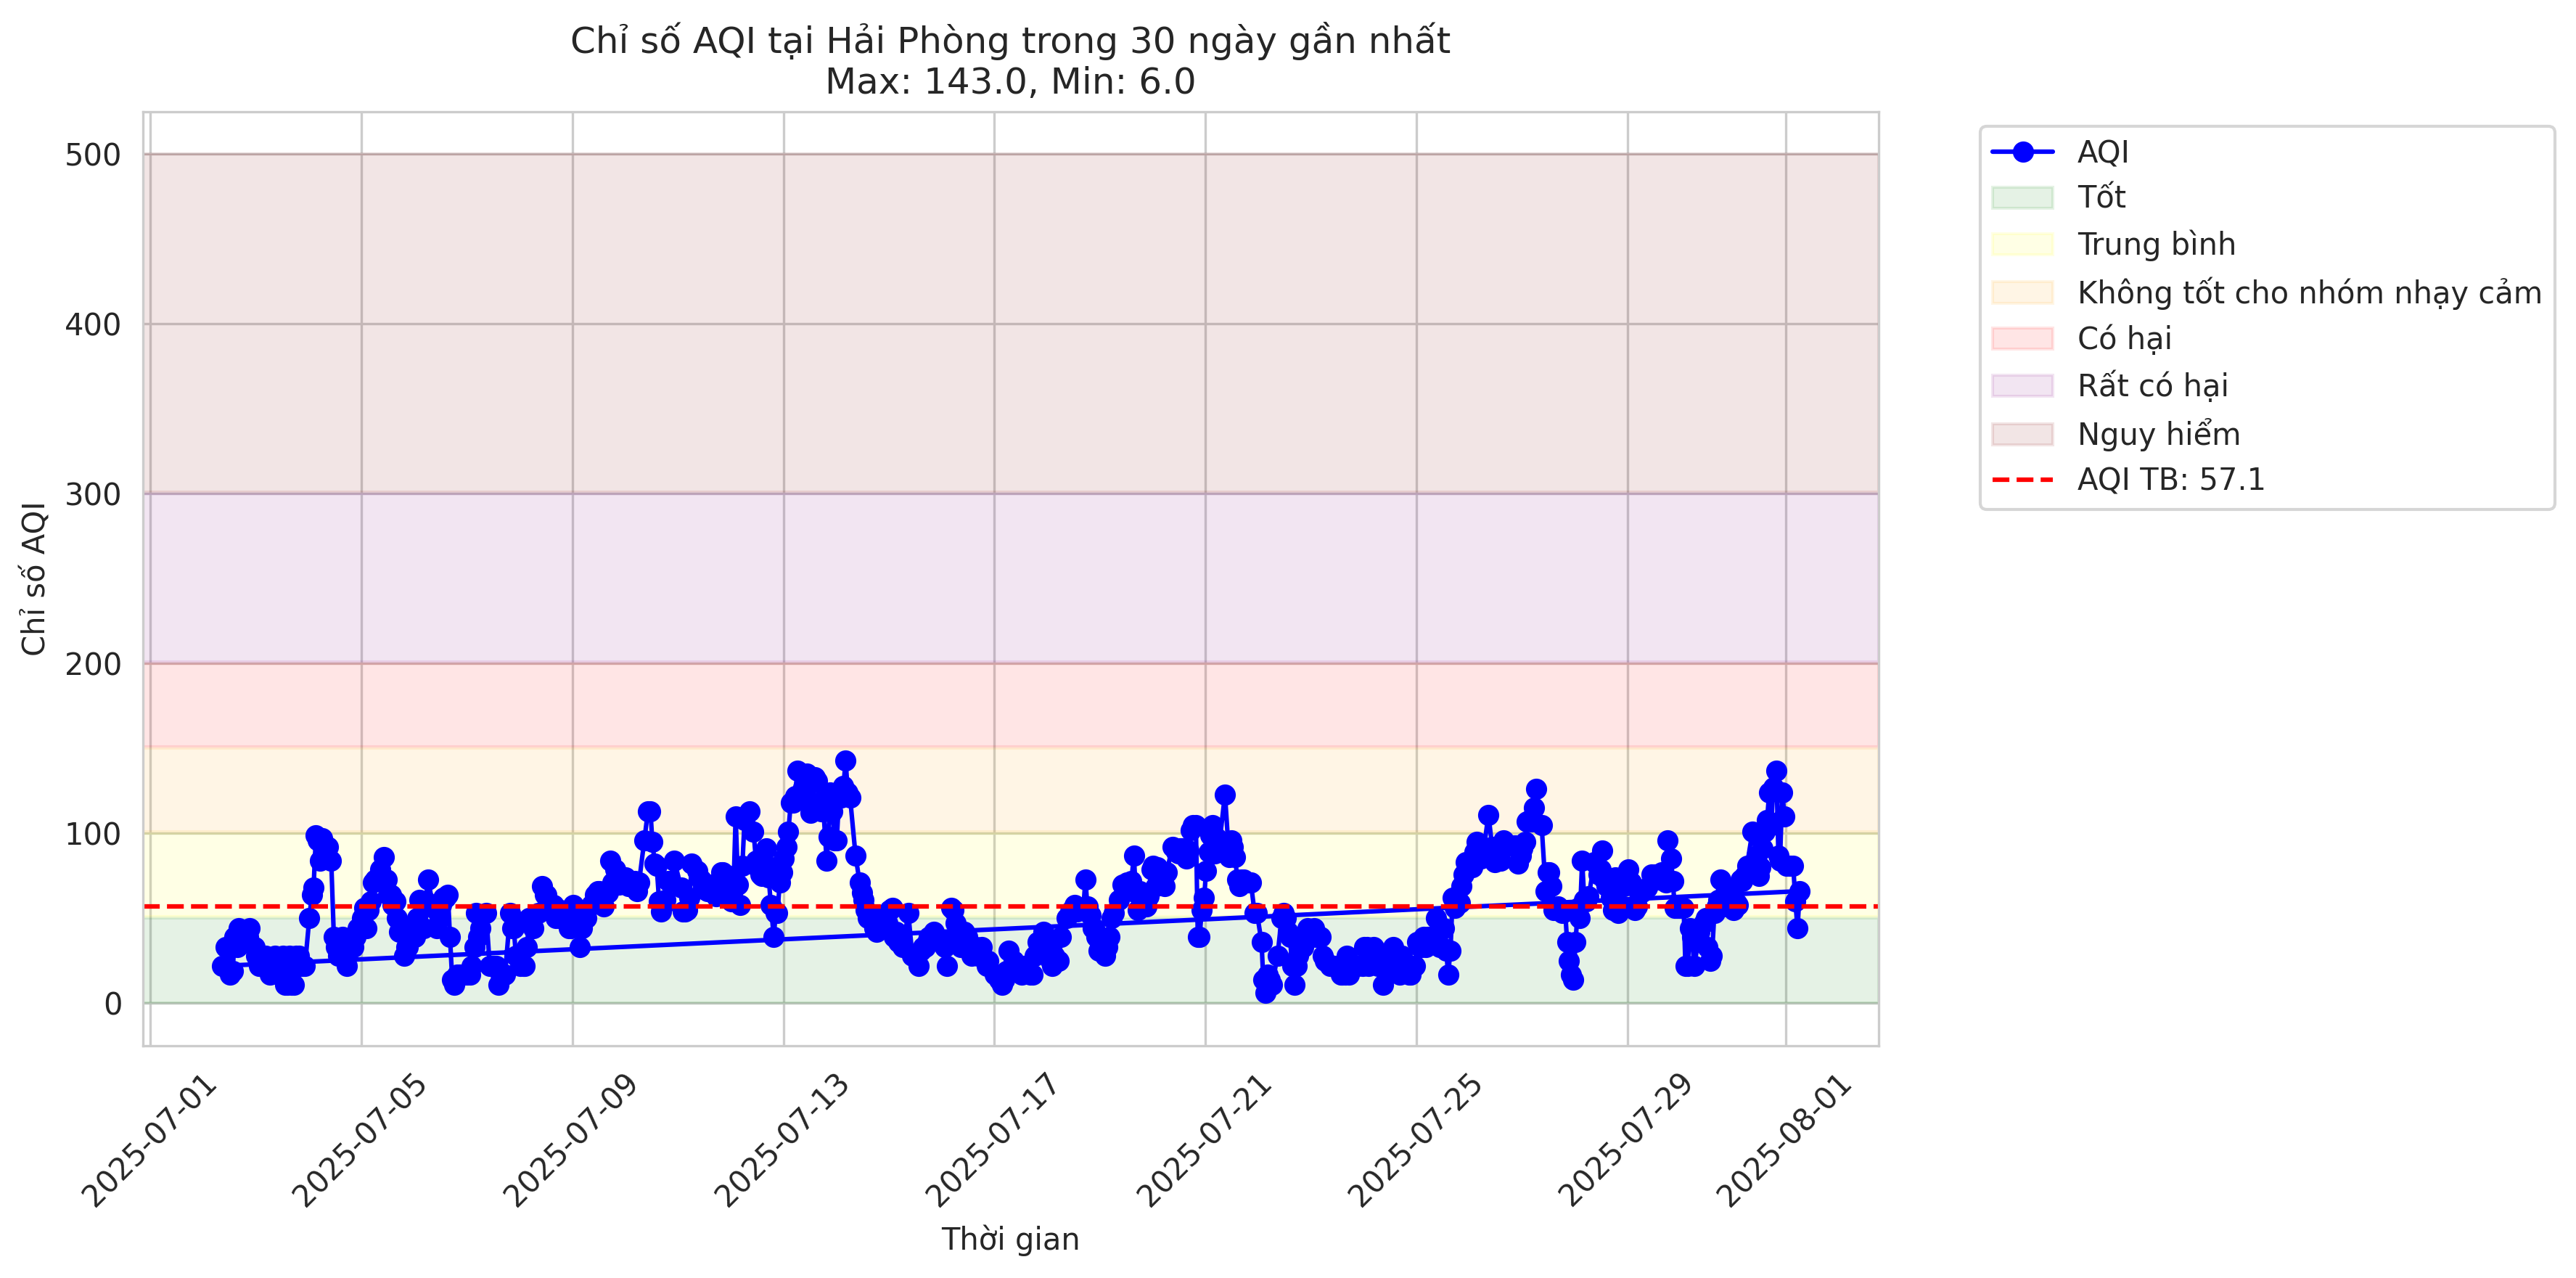 Chỉ số AQI tại Hải Phòng trong 30 ngày gần nhất
Max: 143.0, Min: 6.0
Chỉ số AQI
500
400
300
200
100
0
2025-07-01
2025-07-05
2025-07-09
2025-07-13
2025-07-17
2025-07-21
2025-07-25
2025-07-29
2025-08-01
Thời gian
AQI
Tốt
Trung bình
Không tốt cho nhóm nhạy cảm
Có hại
Rất có hại
Nguy hiểm
AQI TB: 57.1